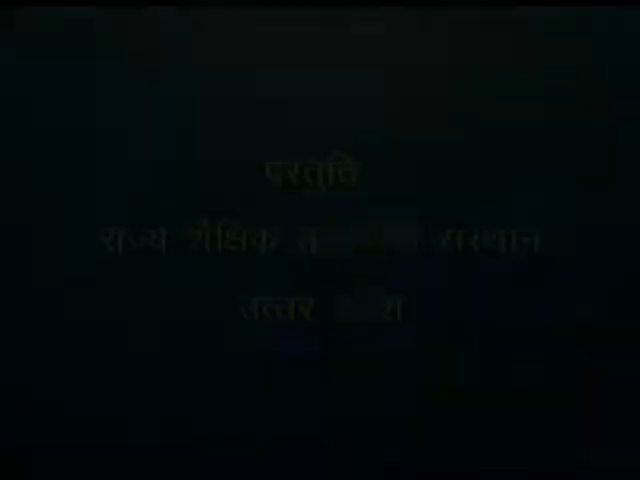 प्रस्तुति
राज्य शैक्षिक संस्थान
उत्तर